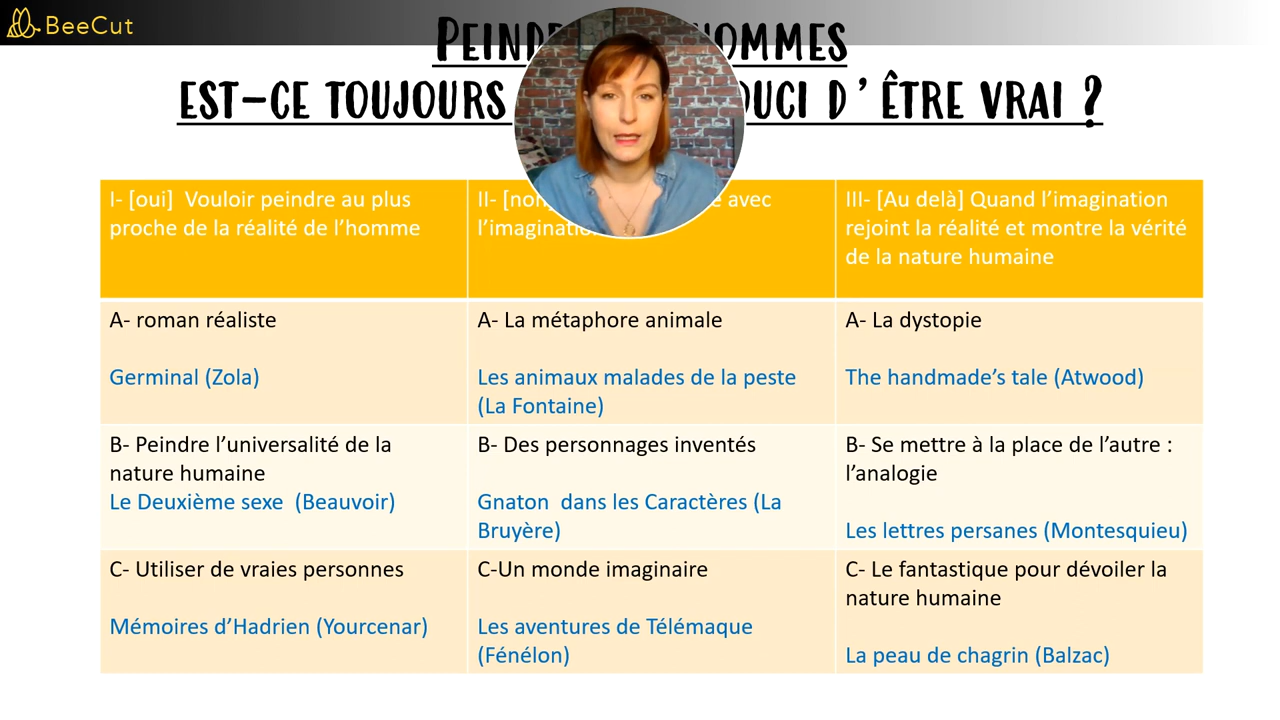 BeeCut
HOMMES
EST-CE TOUJOURS D'ÊTRE VRAI ?
I- [oui] Vouloir peindre au plus
proche de la réalité de l'homme
II- [non avec
III- [Au delà] Quand l'imagination
rejoint la réalité et montre la vérité
de la nature humaine
A- roman réaliste
Germinal (Zola)
A- La métaphore animale
Les animaux malades de la peste
(La Fontaine)
A- La dystopie
The handmade's tale (Atwood)
B- Peindre l'universalité de la
nature humaine
Le Deuxième sexe (Beauvoir)
B- Des personnages inventés
Gnaton dans les Caractères (La
Bruyère)
B- Se mettre à la place de l'autre :
l'analogie
Les lettres persanes (Montesquieu)
C- Utiliser de vraies personnes
Mémoires d'Hadrien (Yourcenar)
C-Un monde imaginaire
Les aventures de Télémaque
(Fénélon)
C- Le fantastique pour dévoiler la
nature humaine
La peau de chagrin (Balzac)